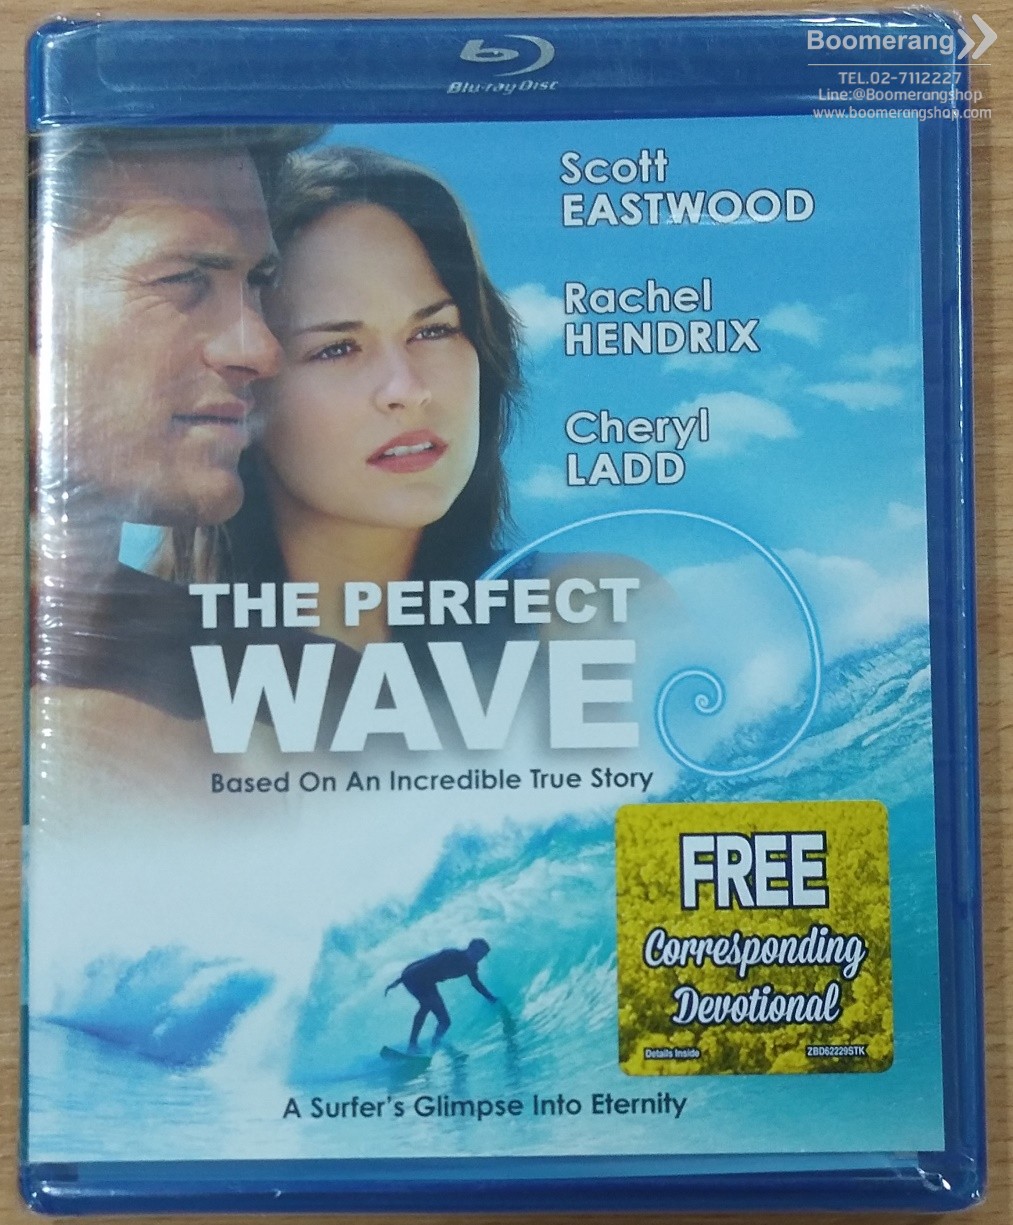 Blu-ray Disc
Boomerang
TEL.02-7112227
Line:@Boomerangshop
www.boomerangshop.com
Scott
EASTWOOD
Rachel
HENDRIX
Cheryl
LADD
THE PERFECT
WAVE
Based On An Incredible True Story
FREE
Corresponding
Devotional
Details Inside
ZBD62229STK
A Surfer's Glimpse Into Eternity